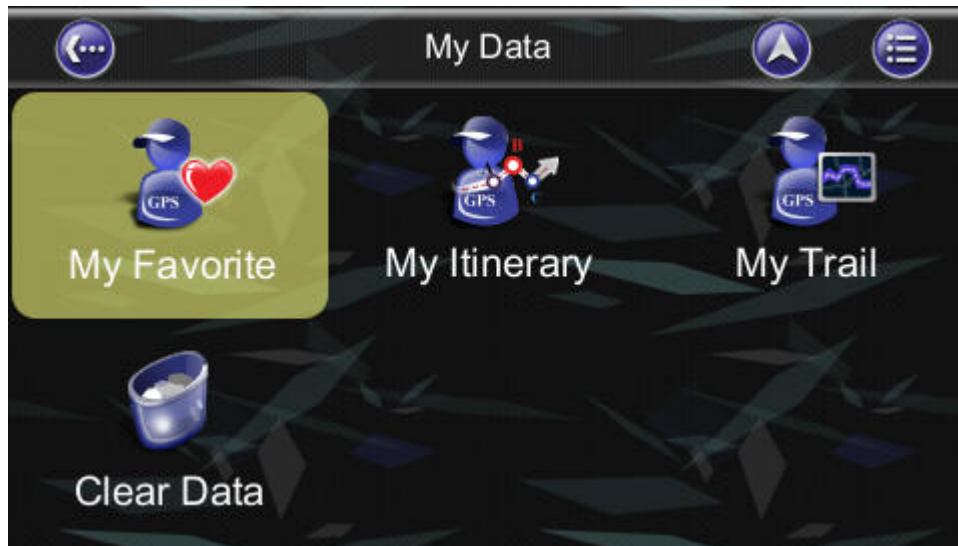 My Data
GPS
B
GPS
C
GPS
My Favorite
My Itinerary
My Trail
Clear Data